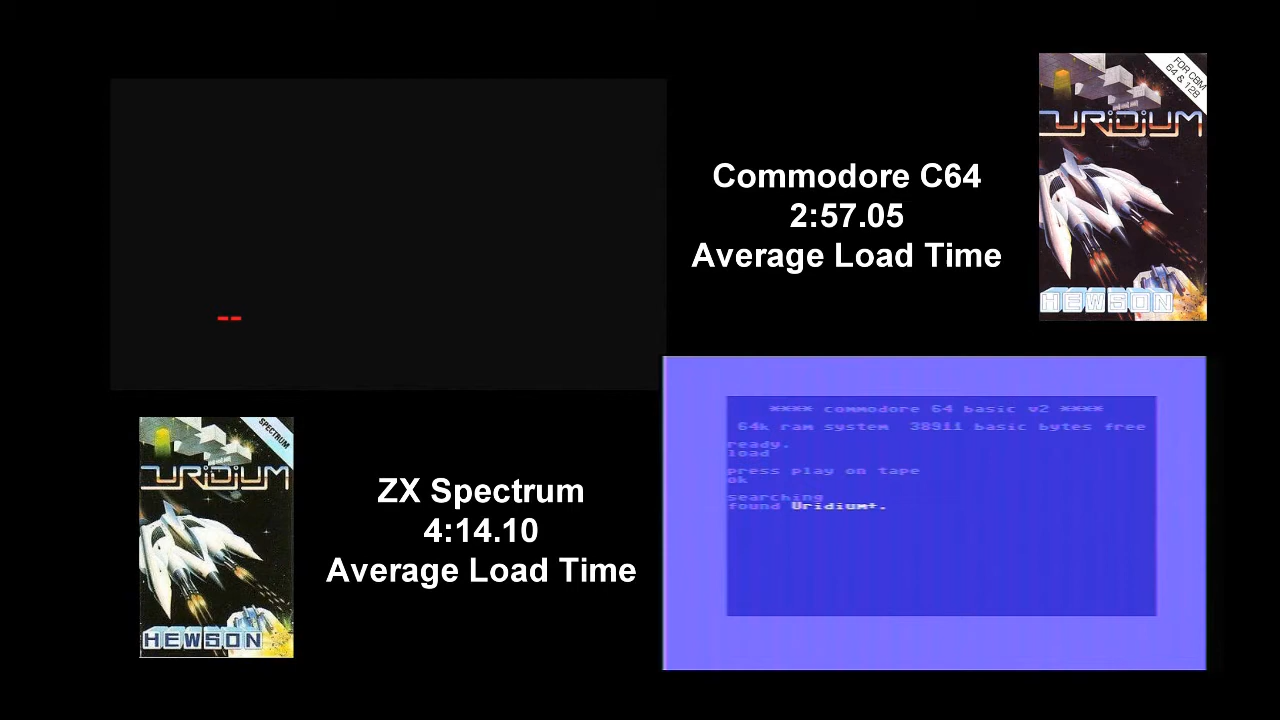 FOR CBM
64 & 128
URIDIUM
HEWSON
Commodore C64
2:57.05
Average Load Time
--
**** commodore 64 basic v2 ****
64k ram system 38911 basic bytes free
ready.
load
press play on tape
ok
searching
found Uridium+.
SPECTRUM
URIDIUM
HEWSON
ZX Spectrum
4:14.10
Average Load Time